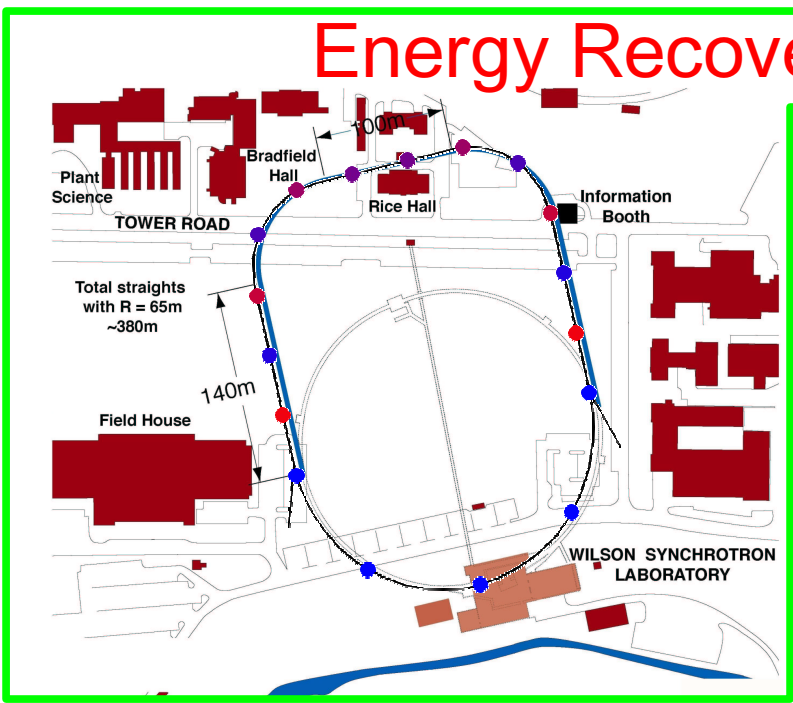 Energy Recove
100m
Bradfield
Hall
Plant
Science
Rice Hall
Information
Booth
TOWER ROAD
Total straights
with R = 65m
~380m
140m
Field House
WILSON SYNCHROTRON
LABORATORY